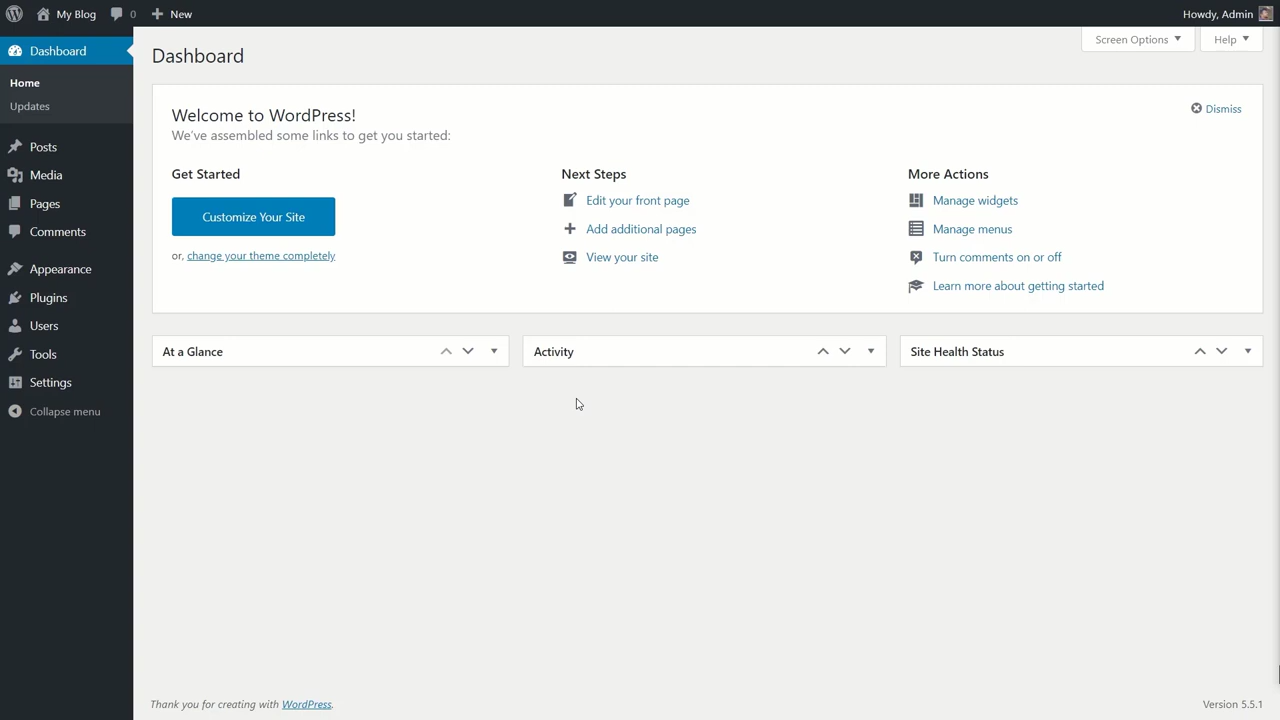 My Blog 0 New Howdy, Admin
Dashboard
Home
Updates
Posts
Media
Pages
Comments
Appearance
Plugins
Users
Tools
Settings
Collapse menu
Screen Options Help
Dashboard
Welcome to WordPress!
We've assembled some links to get you started:
Dismiss
Get Started
Customize Your Site
or, change your theme completely
Next Steps
Edit your front page
Add additional pages
View your site
More Actions
Manage widgets
Manage menus
Turn comments on or off
Learn more about getting started
At a Glance
Activity
Site Health Status
Thank you for creating with WordPress.
Version 5.5.1